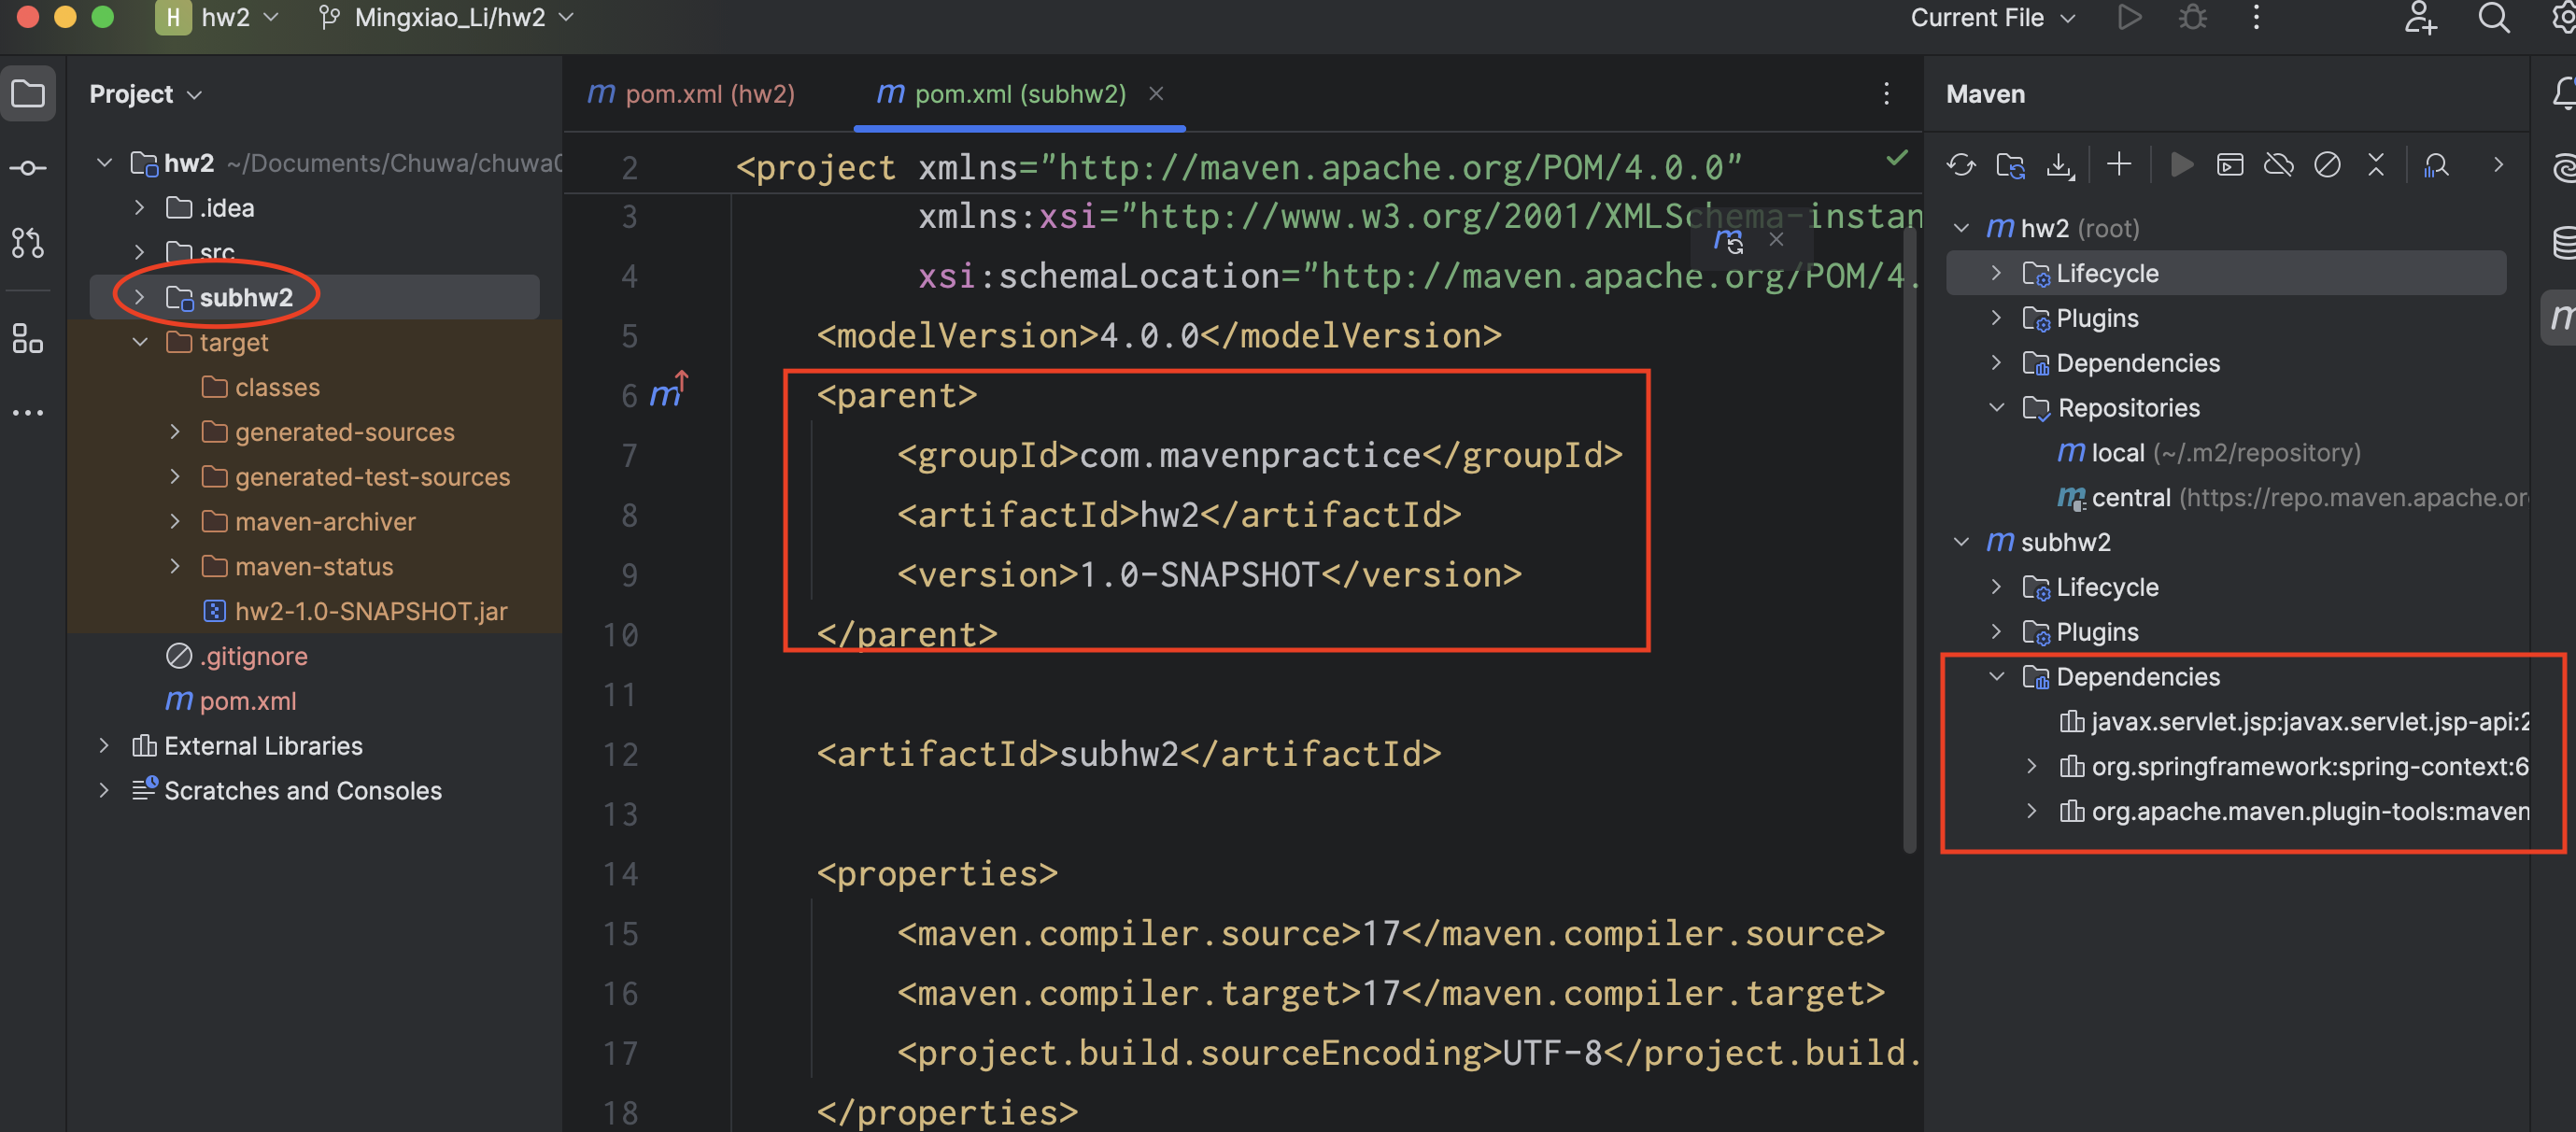 H hw2 Mingxiao_Li/hw2 Current File
Project
hw2 ~/Documents/Chuwa/chuwa0
.idea
src
subhw2
target
classes
generated-sources
generated-test-sources
maven-archiver
maven-status
hw2-1.0-SNAPSHOT.jar
.gitignore
m pom.xml
External Libraries
Scratches and Consoles
m pom.xml (hw2) m pom.xml (subhw2)
2 <project xmlns="http://maven.apache.org/POM/4.0.0"
3 xmlns:xsi="http://www.w3.org/2001/XMLSchema-instan
4 xsi:schemaLocation="http://maven.apache.org/POM/4.
5 <modelVersion>4.0.0</modelVersion>
6 m <parent>
7 <groupId>com.mavenpractice</groupId>
8 <artifactId>hw2</artifactId>
9 <version>1.0-SNAPSHOT</version>
10 </parent>
11
12 <artifactId>subhw2</artifactId>
13
14 <properties>
15 <maven.compiler.source>17</maven.compiler.source>
16 <maven.compiler.target>17</maven.compiler.target>
17 <project.build.sourceEncoding>UTF-8</project.build.
18 </properties>
Maven
m hw2 (root)
Lifecycle
Plugins
Dependencies
Repositories
m local (~/.m2/repository)
m central (https://repo.maven.apache.or
m subhw2
Lifecycle
Plugins
Dependencies
javax.servlet.jsp:javax.servlet.jsp-api:2
org.springframework:spring-context:6
org.apache.maven.plugin-tools:maven